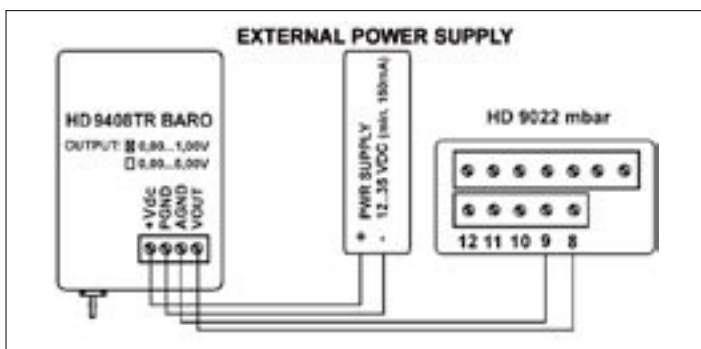 EXTERNAL POWER SUPPLY
HD 9408TR BARO
OUTPUT: 0,00...1,00V
0,00...5,00V
+Vdc
PGND
AGND
VOUT
PWR SUPPLY
12..35 VDC (min. 150mA)
+ -
HD 9022 mbar
12 11 10 9 8